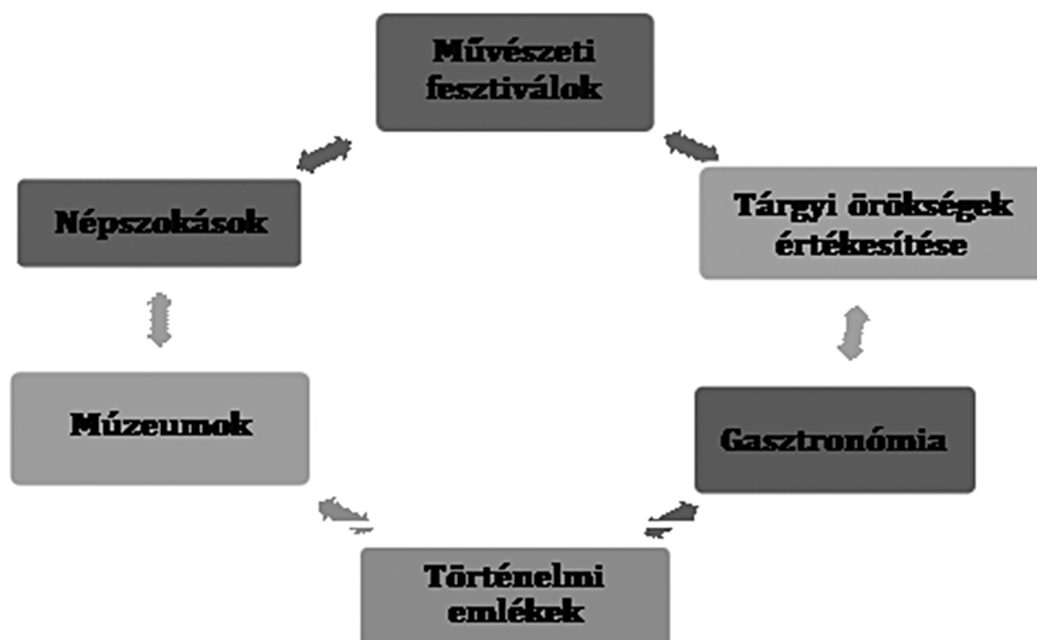 Művészeti
fesztiválok
Népszokások
Tárgyi örökségek
értékesítése
Múzeumok
Gasztronómia
Történelmi
emlékek